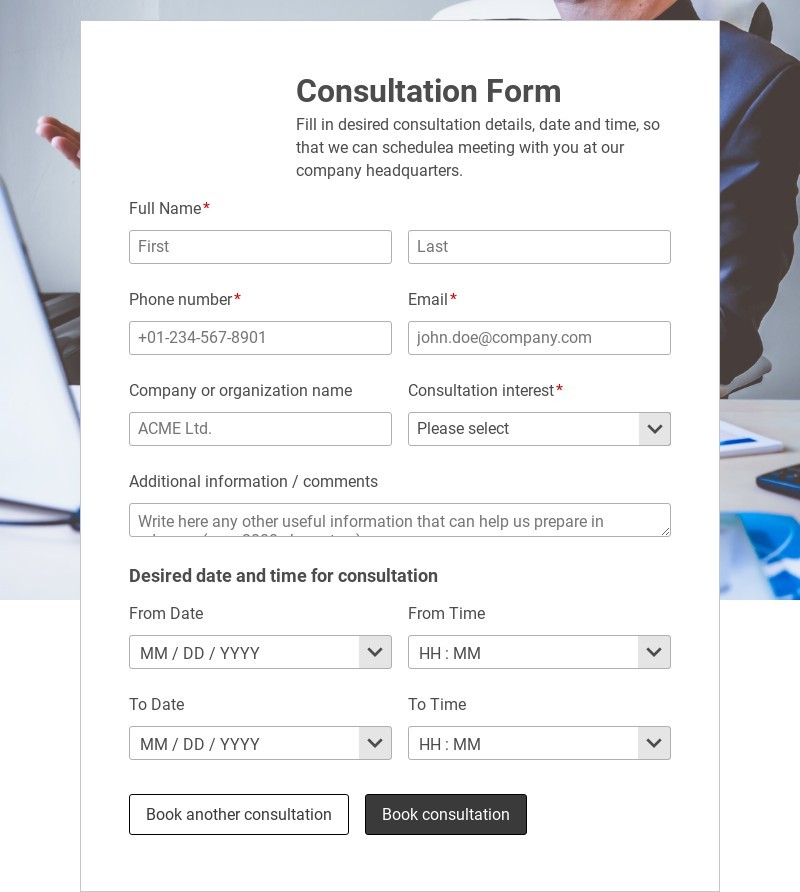 Consultation Form
Fill in desired consultation details, date and time, so
that we can schedulea meeting with you at our
company headquarters.
Full Name*
First
Last
Phone number*
Email*
+01-234-567-8901
john.doe@company.com
Company or organization name
Consultation interest*
ACME Ltd.
Please select
Additional information / comments
Write here any other useful information that can help us prepare in
Desired date and time for consultation
From Date
From Time
MM / DD / YYYY
HH : MM
To Date
To Time
MM / DD / YYYY
HH : MM
Book another consultation
Book consultation